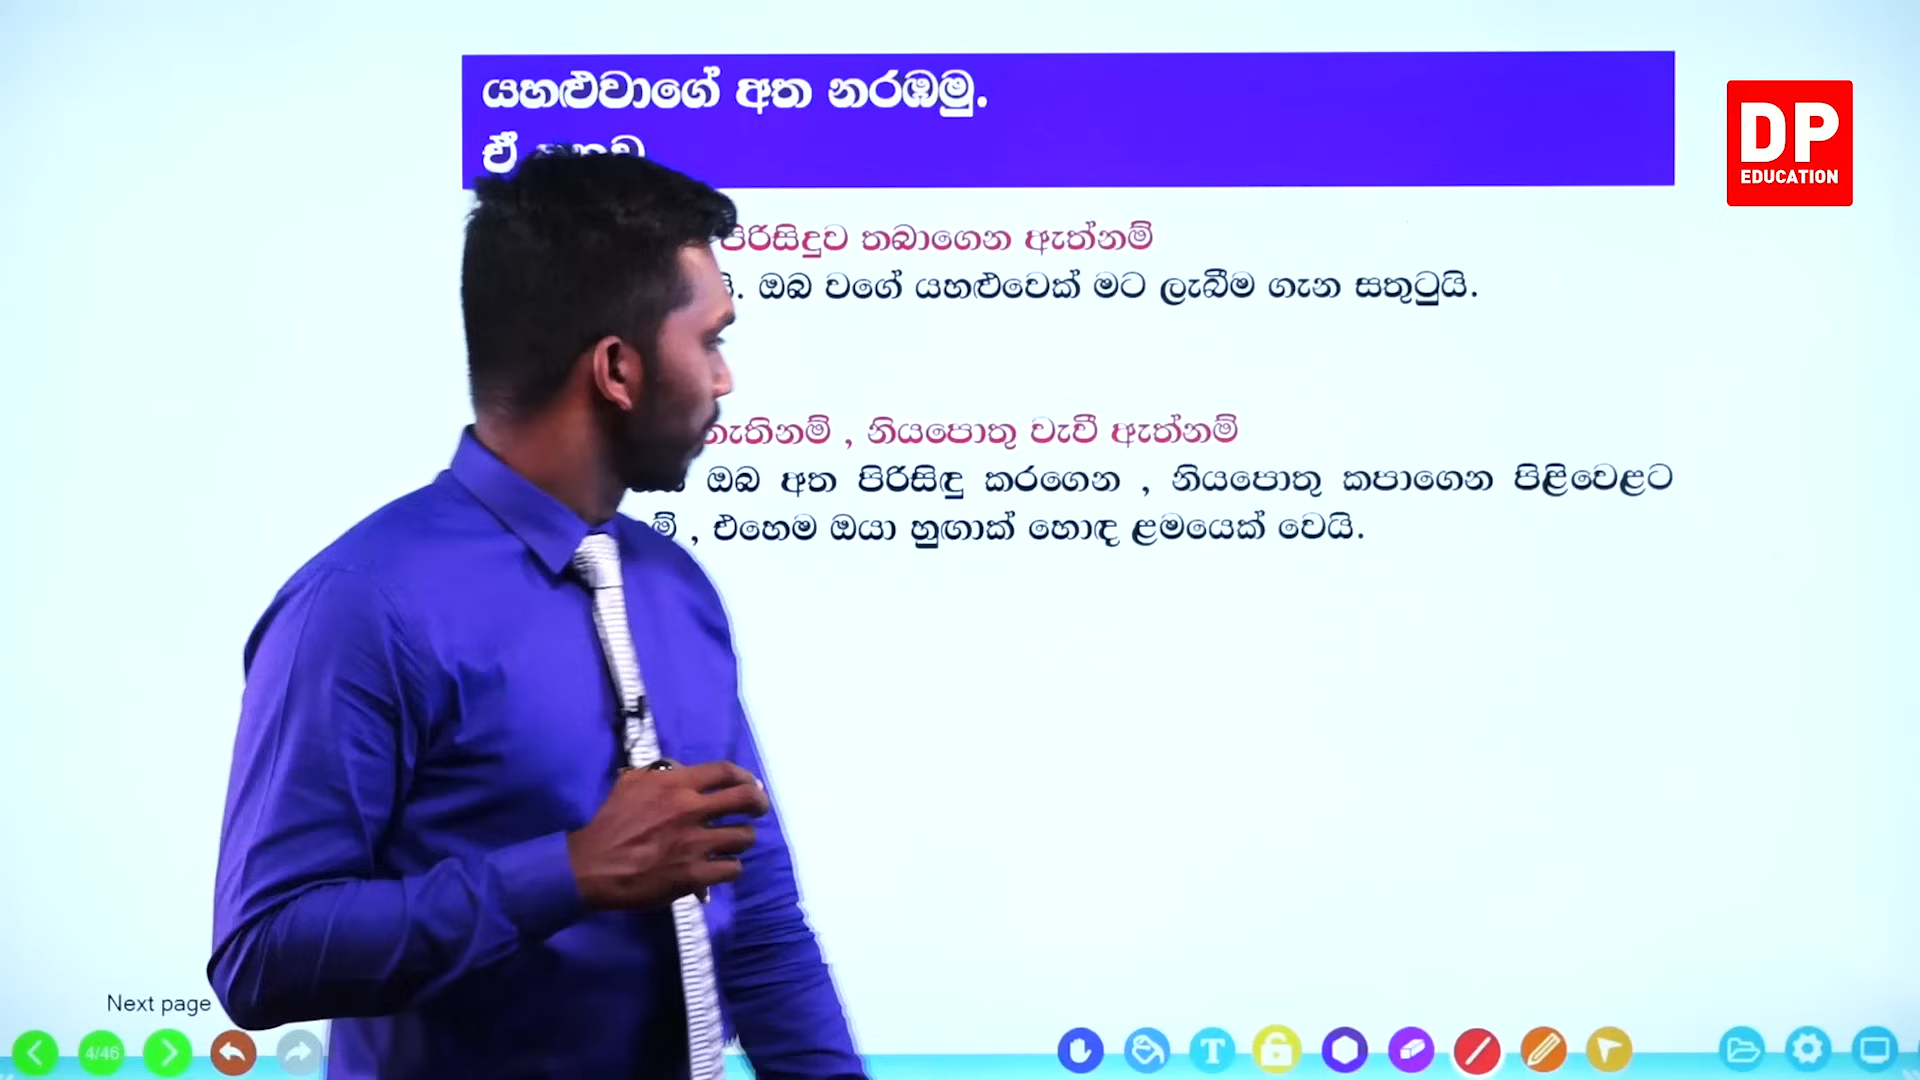 යහළුවාගේ අත නරඹමු.
ඒ
DP
EDUCATION
පිරිසිදුව තබාගෙන ඇත්නම්
ඔබ වගේ යහළුවෙක් මට ලැබීම ගැන සතුටුයි.
නැතිනම් , නියපොතු වැවී ඇත්නම්
ඔබ අත පිරිසිඳු කරගෙන , නියපොතු කපාගෙන පිළිවෙළට
, එහෙම ඔයා හුඟාක් හොඳ ළමයෙක් වෙයි.
Next page
4/46
T